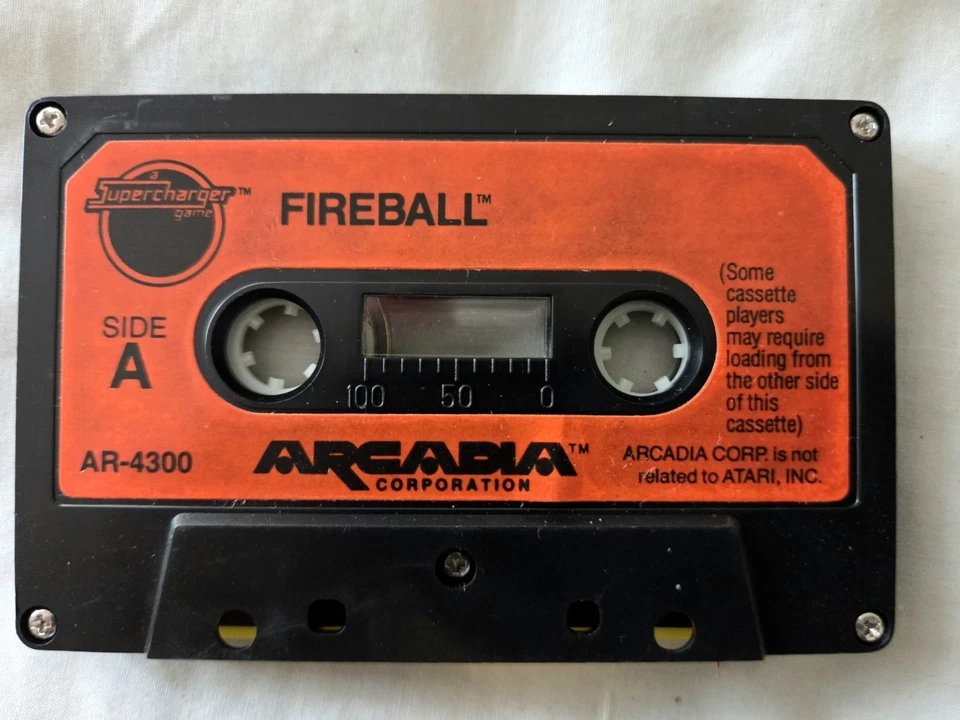 a
Supercharger™
game
FIREBALL™
SIDE
A
(Some
cassette
players
may require
loading from
the other side
of this
cassette)
100 50 0
AR-4300
ARCADIA™
CORPORATION
ARCADIA CORP. is not
related to ATARI, INC.